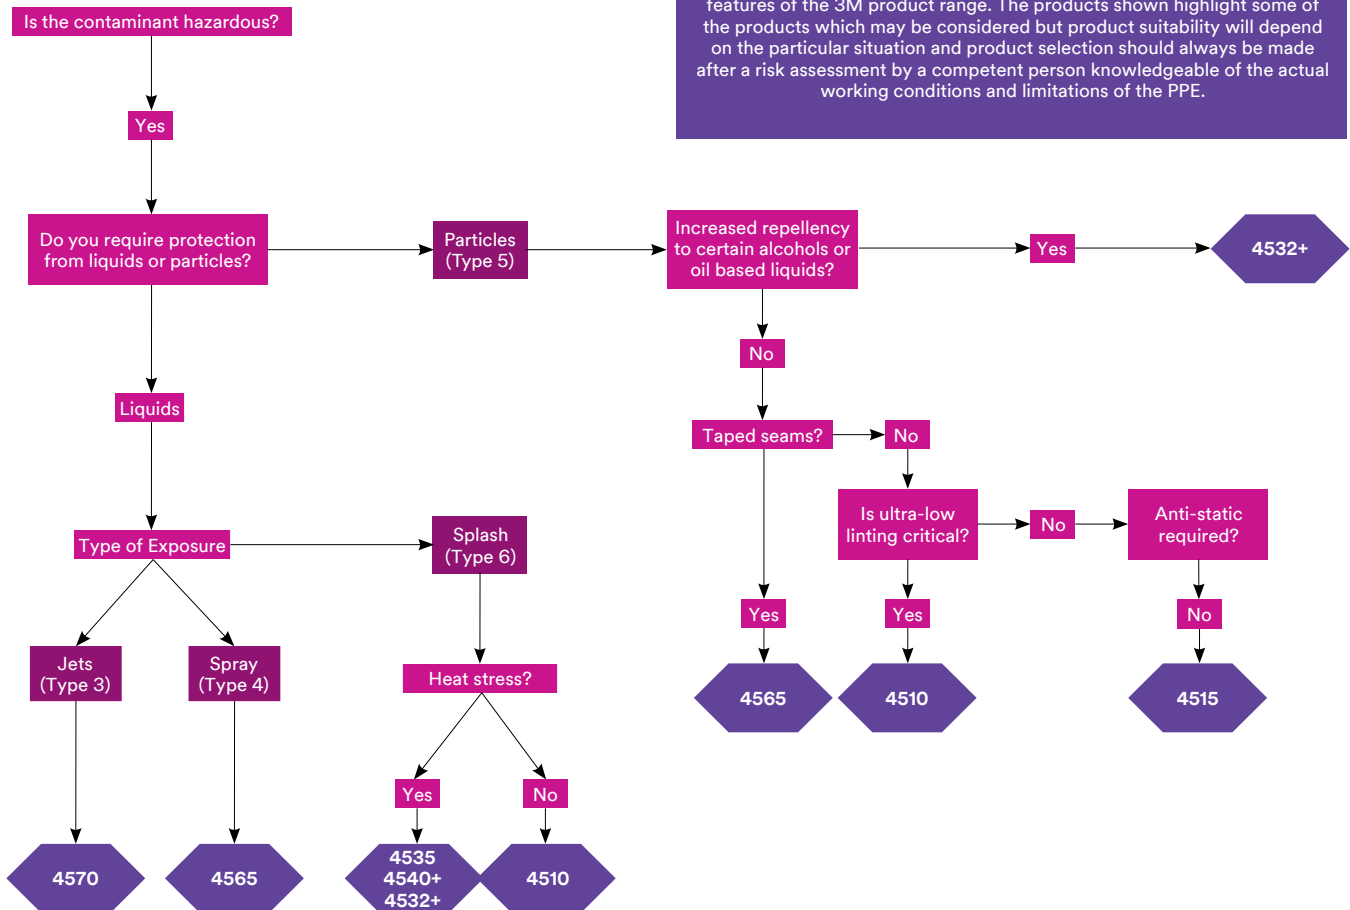 Is the contaminant hazardous?
features of the 3M product range. The products shown highlight some of
the products which may be considered but product suitability will depend
on the particular situation and product selection should always be made
after a risk assessment by a competent person knowledgeable of the actual
working conditions and limitations of the PPE.
Yes
Do you require protection
from liquids or particles?
Particles
(Type 5)
Increased repellency
to certain alcohols or
oil based liquids?
Yes
4532+
No
Liquids
Taped seams?
No
Is ultra-low
linting critical?
No
Anti-static
required?
Type of Exposure
Splash
(Type 6)
Yes
Yes
No
Jets
(Type 3)
Spray
(Type 4)
Heat stress?
4565
4510
4515
Yes
No
4570
4565
4535
4540+
4532+
4510